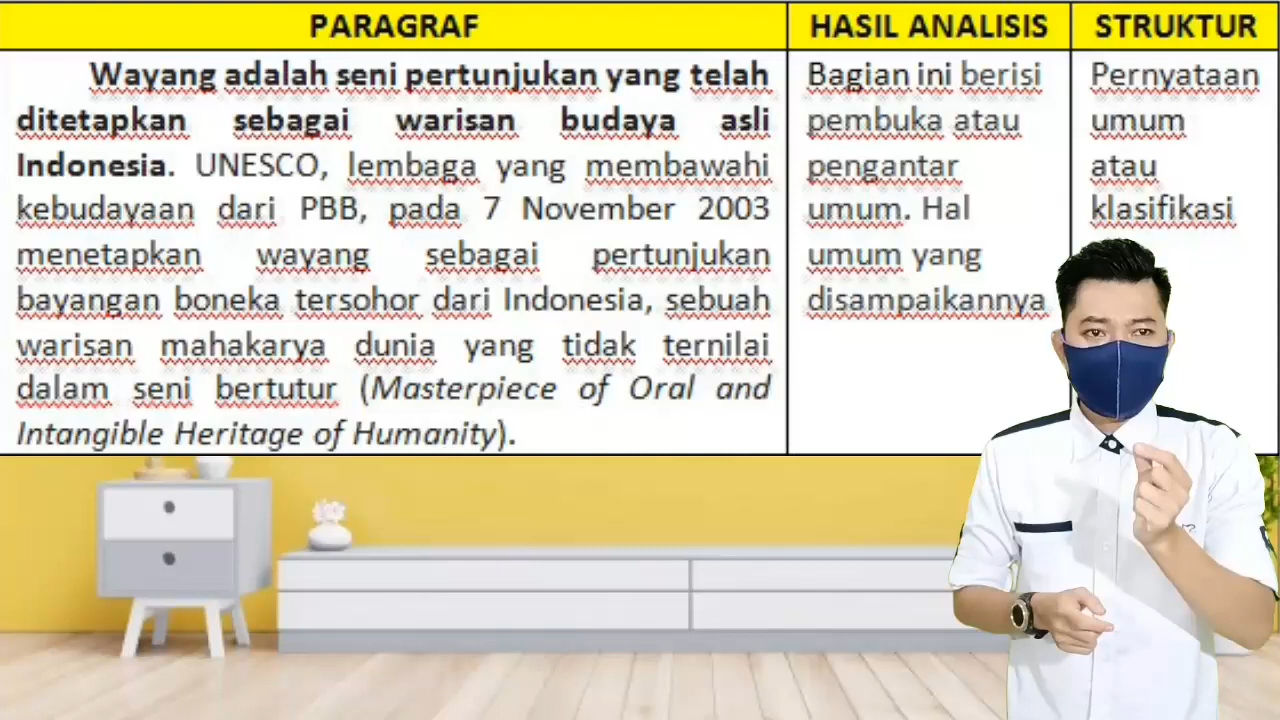 PARAGRAF
HASIL ANALISIS
STRUKTUR
Wayang adalah seni pertunjukan yang telah
ditetapkan sebagai warisan budaya asli
Indonesia. UNESCO, lembaga yang membawahi
kebudayaan dari PBB, pada 7 November 2003
menetapkan wayang sebagai pertunjukan
bayangan boneka tersohor dari Indonesia, sebuah
warisan mahakarya dunia yang tidak ternilai
dalam seni bertutur (Masterpiece of Oral and
Intangible Heritage of Humanity).
Bagian ini berisi
pembuka atau
pengantar
umum. Hal
umum yang
disampaikannya
Pernyataan
umum
atau
klasifikasi